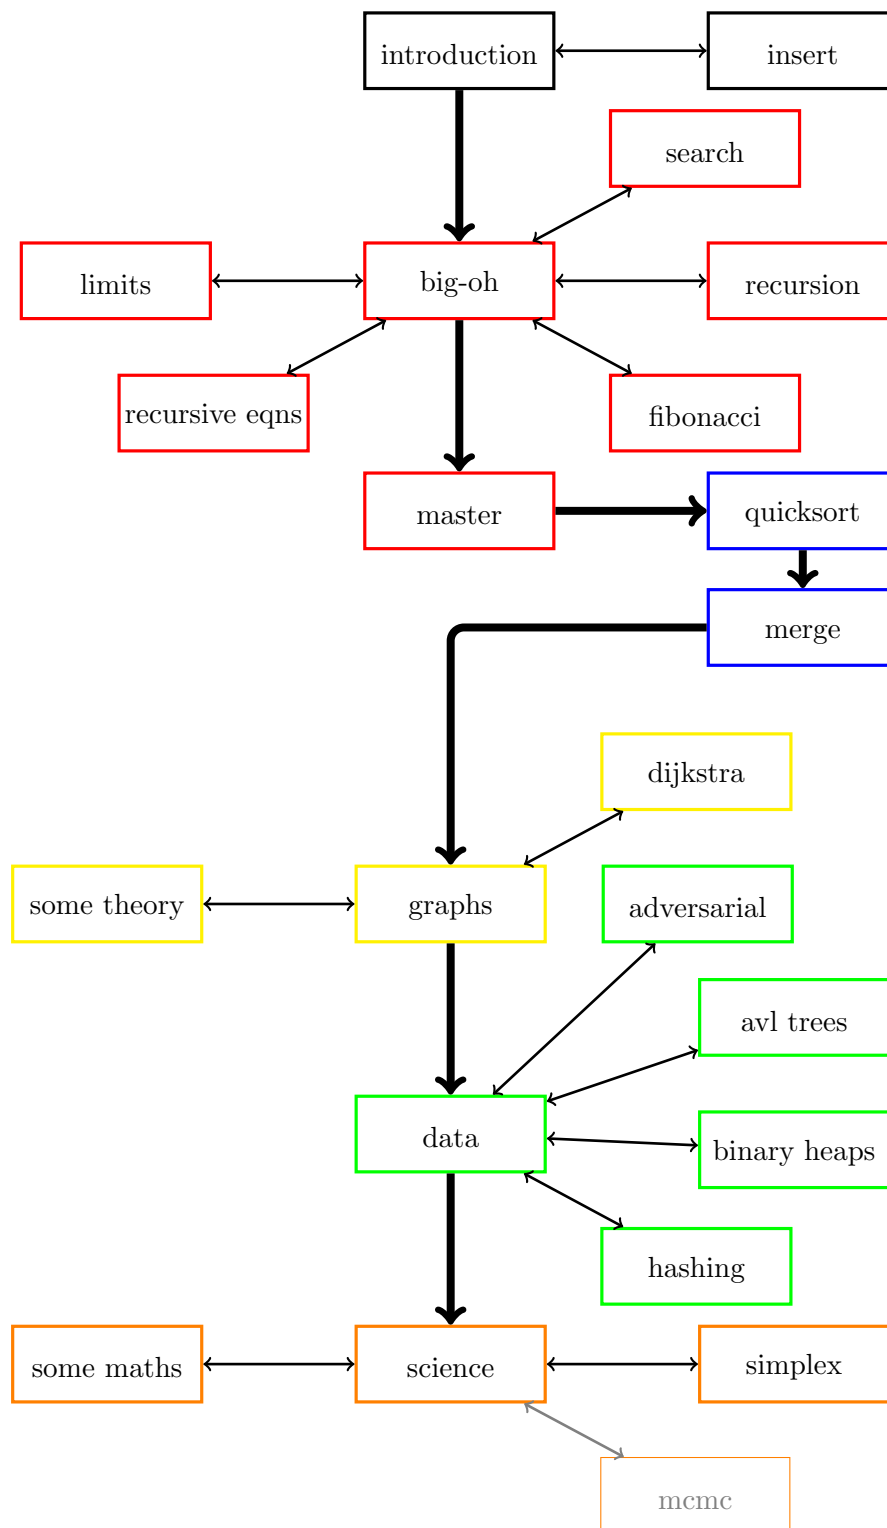 introduction
insert
search
limits
big-oh
recursion
recursive eqns
fibonacci
master
quicksort
merge
dijkstra
some theory
graphs
adversarial
avl trees
data
binary heaps
hashing
some maths
science
simplex
mcmc